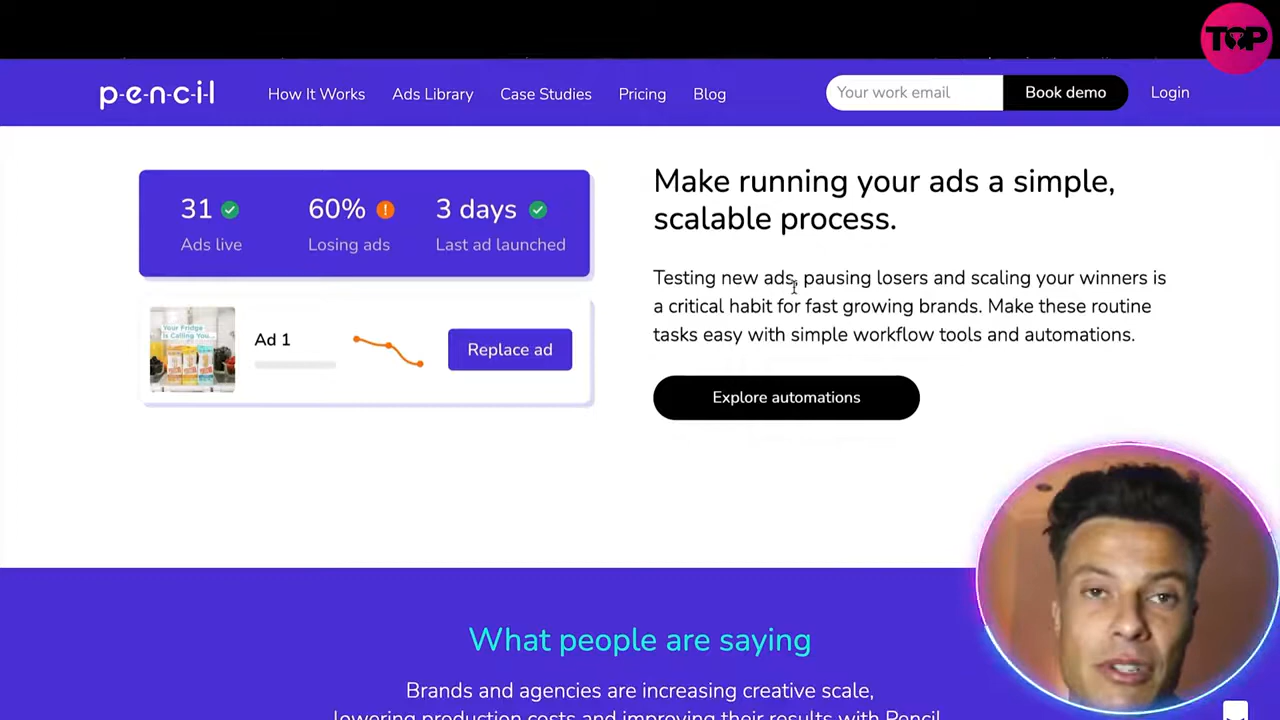 TOP
p-e-n-c-i-l
How It Works
Ads Library
Case Studies
Pricing
Blog
Your work email
Book demo
Login
31
60%
3 days
Ads live
Losing ads
Last ad launched
Your Fridge
is Calling You...
Ad 1
Replace ad
Make running your ads a simple,
scalable process.
Testing new ads, pausing losers and scaling your winners is
a critical habit for fast growing brands. Make these routine
tasks easy with simple workflow tools and automations.
Explore automations
What people are saying
Brands and agencies are increasing creative scale,
lowering production costs and improving their results with Pencil